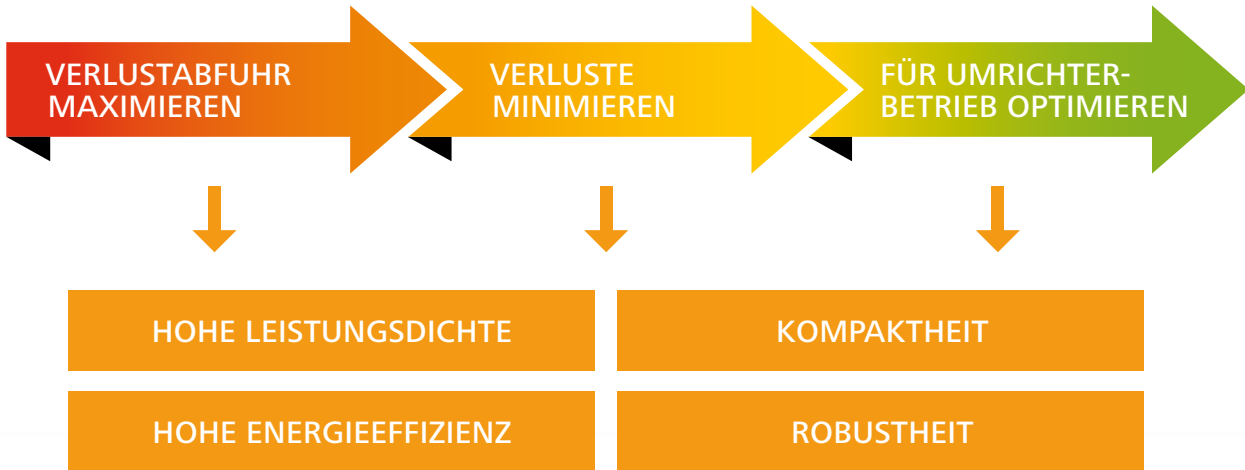 VERLUSTABFUHR
MAXIMIEREN
VERLUSTE
MINIMIEREN
FÜR UMRICHTER-
BETRIEB OPTIMIEREN
HOHE LEISTUNGSDICHTE
KOMPAKTHEIT
HOHE ENERGIEEFFIZIENZ
ROBUSTHEIT